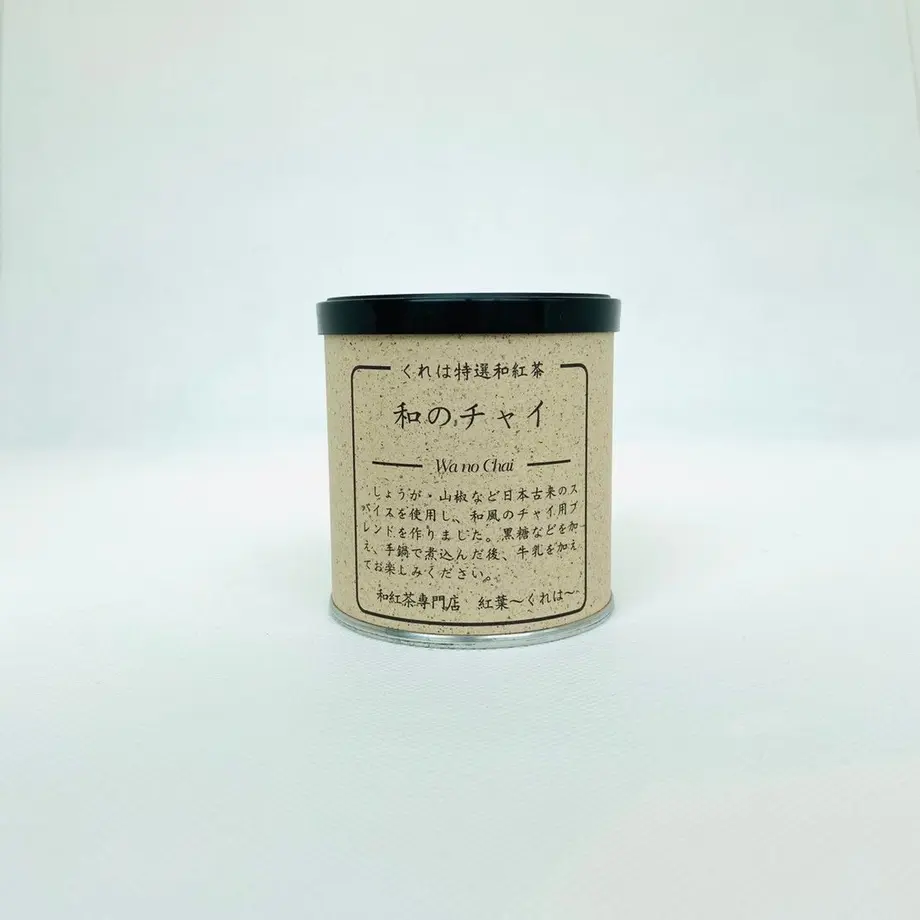 くれは特選和紅茶
和のチャイ
Wa no Chai
しょうが・山椒など日本古来のス
パイスを使用し、和風のチャイ用ブ
レンドを作りました。黒糖などを加
え、手鍋で煮込んだ後、牛乳を加え
てお楽しみください。
和紅茶専門店 紅葉〜くれは〜